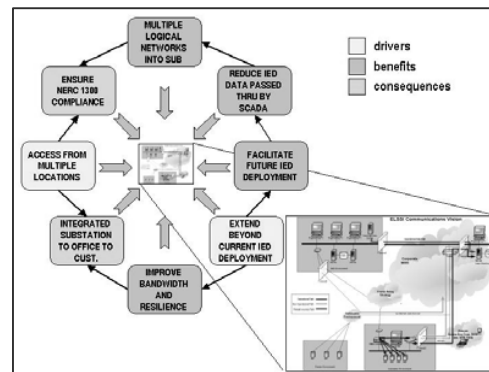 MULTIPLE
LOGICAL
NETWORKS
INTO SUB
drivers
benefits
consequences
ENSURE
NERC 1300
COMPLIANCE
REDUCE IED
DATA PASSED
THRU BY
SCADA
ACCESS FROM
MULTIPLE
LOCATIONS
FACILITATE
FUTURE IED
DEPLOYMENT
INTEGRATED
SUBSTATION
TO OFFICE TO
CUST.
EXTEND
BEYOND
CURRENT IED
DEPLOYMENT
IMPROVE
BANDWIDTH
AND
RESILIENCE
Communications Vision